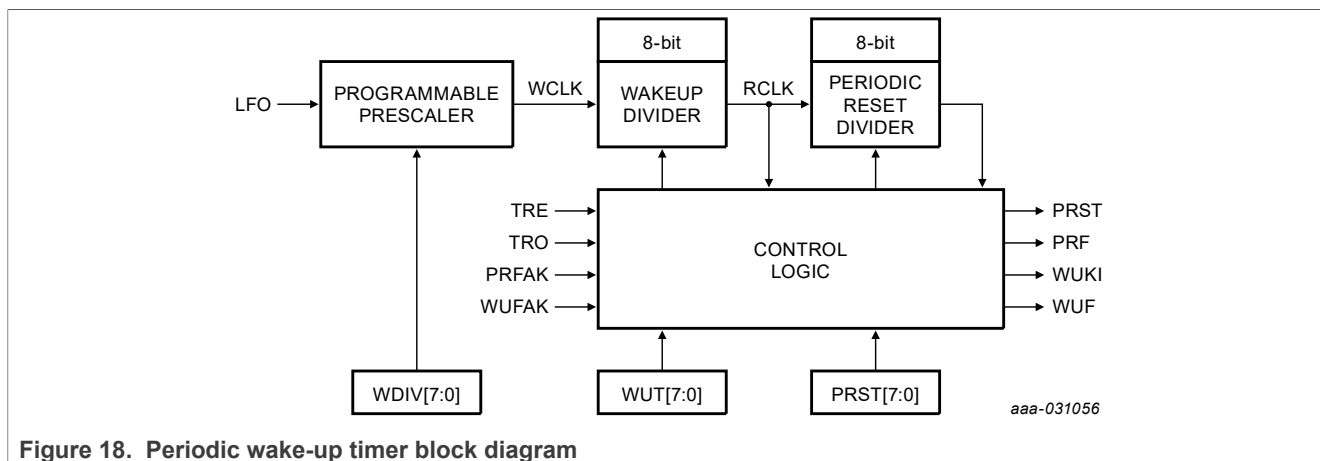 8-bit
8-bit
LFO
PROGRAMMABLE
PRESCALER
WCLK
WAKEUP
DIVIDER
RCLK
PERIODIC
RESET
DIVIDER
TRE
TRO
PRFAK
WUFAK
CONTROL
LOGIC
PRST
PRF
WUKI
WUF
WDIV[7:0]
WUT[7:0]
PRST[7:0]
aaa-031056
Figure 18. Periodic wake-up timer block diagram